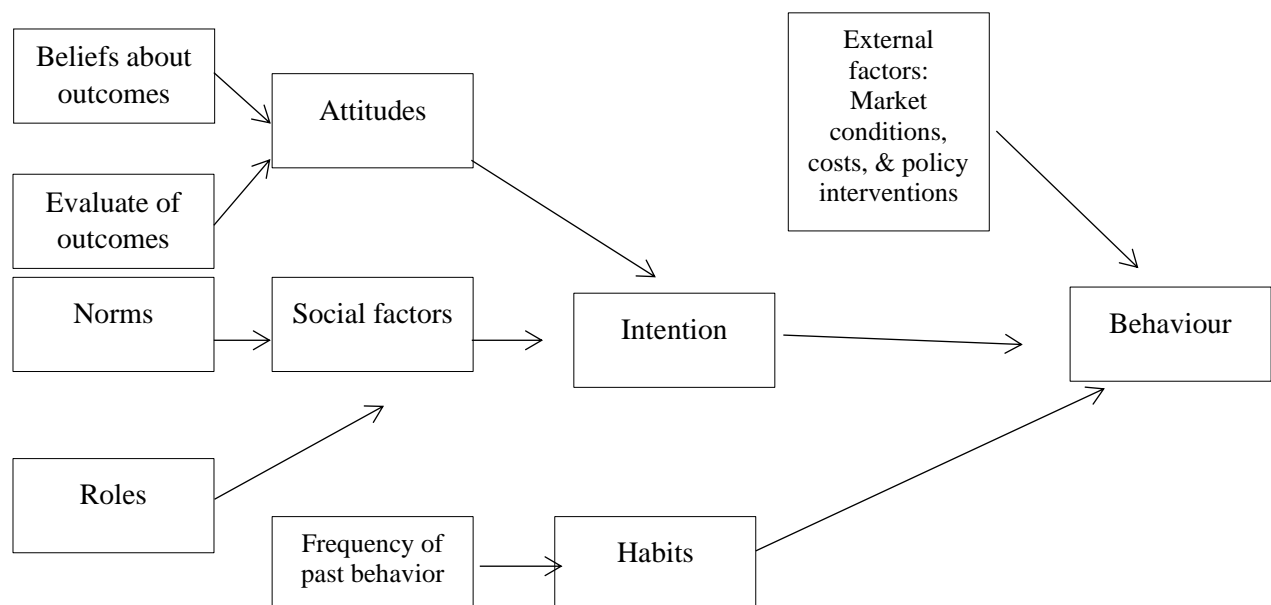 Beliefs about
outcomes
Attitudes
External
factors:
Market
conditions,
costs, & policy
interventions
Evaluate of
outcomes
Norms
Social factors
Intention
Behaviour
Roles
Frequency of
past behavior
Habits